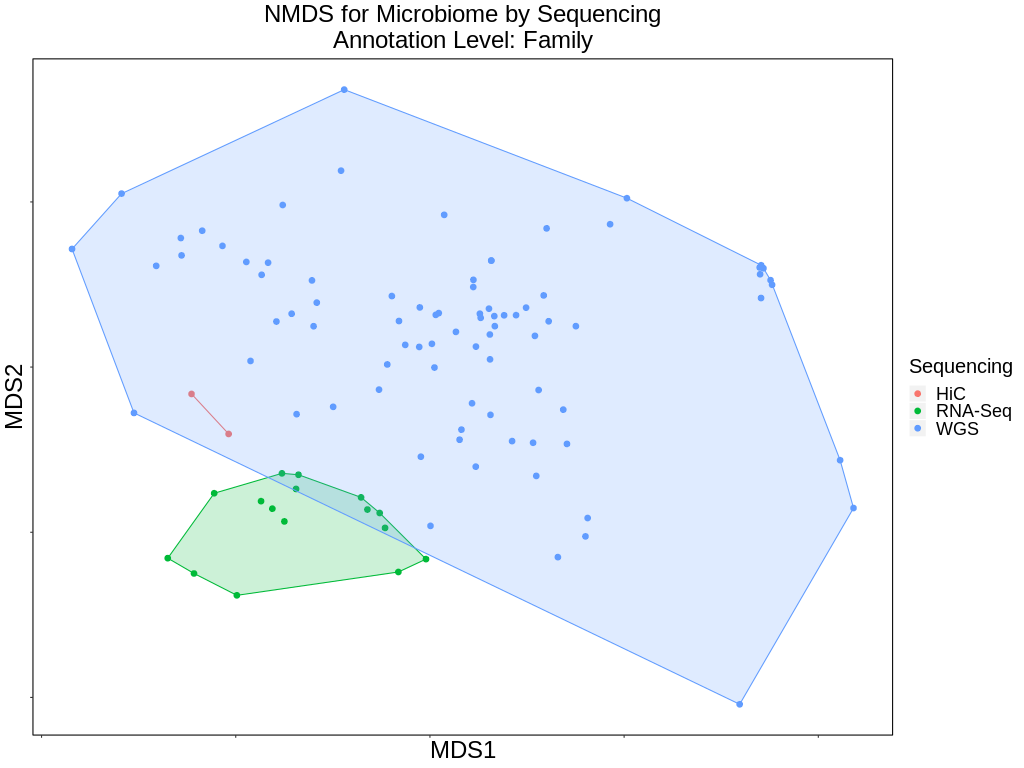 NMDS for Microbiome by Sequencing
Annotation Level: Family
MDS2
Sequencing
HiC
RNA-Seq
WGS
MDS1